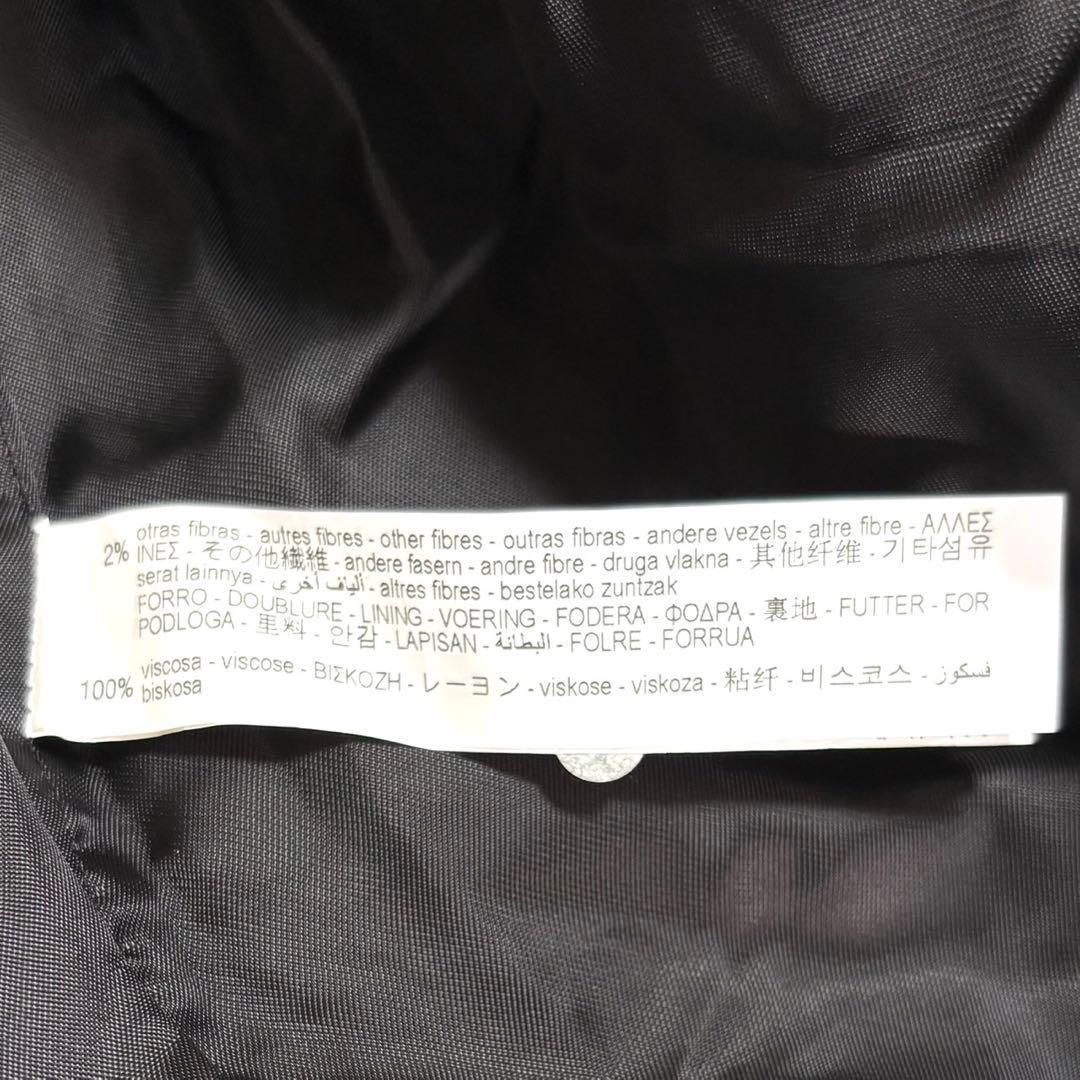 2% otras fibras - autres fibres - other fibres - outras fibras - andere vezels - altre fibre - ΑΛΛΕΣ
ΙΝΕΣ - その他繊維 - andere fasern - andre fibre - druga vlakna - 其他纤维 - 기타섬유
serat lainnya - ألياف أخرى - altres fibres - bestelako zuntzak
FORRO - DOUBLURE - LINING - VOERING - FODERA - ΦΟΔΡΑ - 裏地 - FUTTER - FOR
PODLOGA - 里料 - 안감 - LAPISAN - البطانة - FOLRE - FORRUA
100% viscosa - viscose - ΒΙΣΚΟΖΗ - レーヨン - viskose - viskoza - 粘纤 - 비스코스 - فسكوز
biskosa